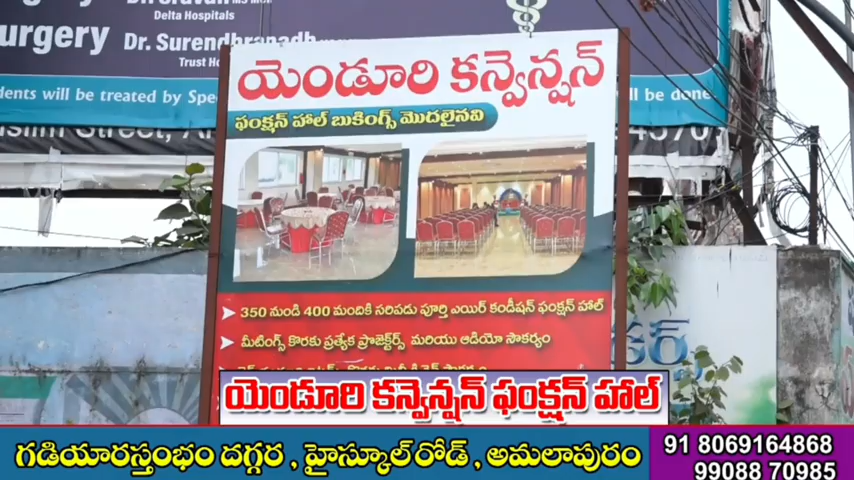 Delta Hospitals
urgery
Dr. Surendhranadh
Trust Ho
dents will be treated by Spe
ll be done.
యెండూరి కన్వెన్షన్
ఫంక్షన్ హాల్ బుకింగ్స్ మొదలైనవి
350 నుండి 400 మందికి సరిపడు పూర్తి ఎయిర్ కండీషన్ ఫంక్షన్ హాల్
మీటింగ్స్ కొరకు ప్రత్యేక ప్రొజెక్టర్స్ మరియు ఆడియో సౌకర్యం
యెండూరి కన్వెన్షన్ ఫంక్షన్ హాల్
గడియారస్తంభం దగ్గర , హైస్కూల్ రోడ్ , అమలాపురం
91 8069164868
99088 70985